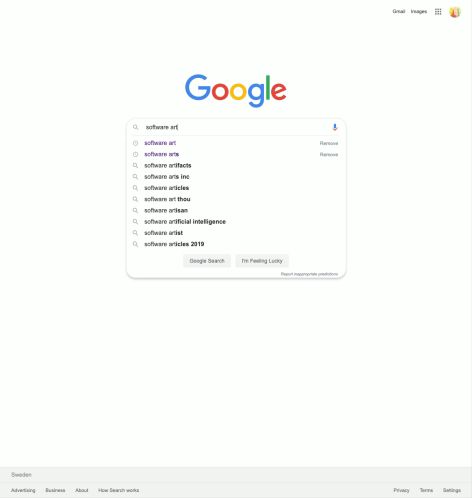 Gmail Images
Google
software art
software art Remove
software arts Remove
software artifacts
software arts inc
software articles
software art thou
software artisan
software artificial intelligence
software artist
software articles 2019
Google Search I'm Feeling Lucky
Report inappropriate predictions
Sweden
Advertising Business About How Search works Privacy Terms Settings